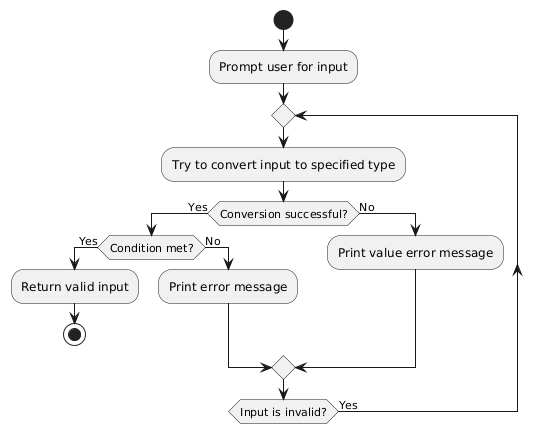 Prompt user for input
Try to convert input to specified type
Yes
Conversion successful?
No
Yes
Condition met?
No
Print value error message
Return valid input
Print error message
Input is invalid?
Yes